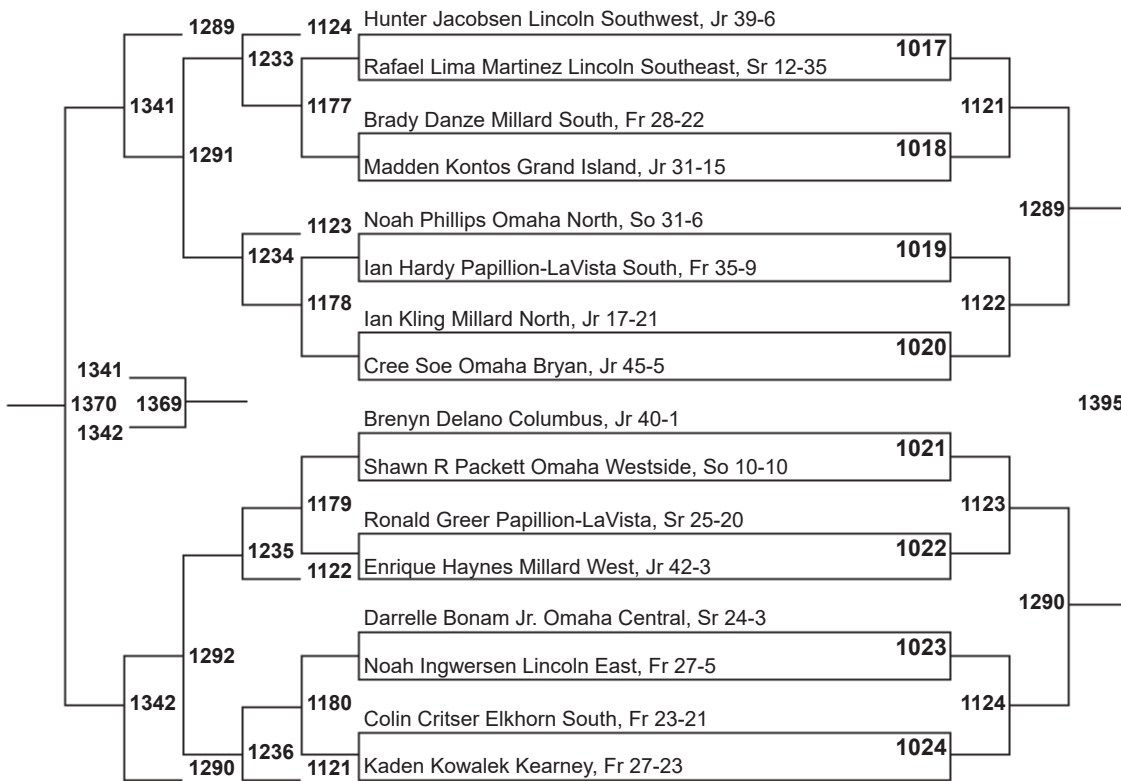 1289 1124 Hunter Jacobsen Lincoln Southwest, Jr 39-6
1233 1017
Rafael Lima Martinez Lincoln Southeast, Sr 12-35
1341 1177 1121
Brady Danze Millard South, Fr 28-22
1291 1018
Madden Kontos Grand Island, Jr 31-15
1289
1123 Noah Phillips Omaha North, So 31-6
1234 1019
Ian Hardy Papillion-LaVista South, Fr 35-9
1178 1122
Ian Kling Millard North, Jr 17-21
1020
1341 Cree Soe Omaha Bryan, Jr 45-5
1370 1369 1395
1342
Brenyn Delano Columbus, Jr 40-1
1021
Shawn R Packett Omaha Westside, So 10-10
1179 1123
Ronald Greer Papillion-LaVista, Sr 25-20
1235 1022
1122 Enrique Haynes Millard West, Jr 42-3
1290
Darrelle Bonam Jr. Omaha Central, Sr 24-3
1292 1023
Noah Ingwersen Lincoln East, Fr 27-5
1342 1180 1124
Colin Critser Elkhorn South, Fr 23-21
1236 1024
1290 1121 Kaden Kowalek Kearney, Fr 27-23